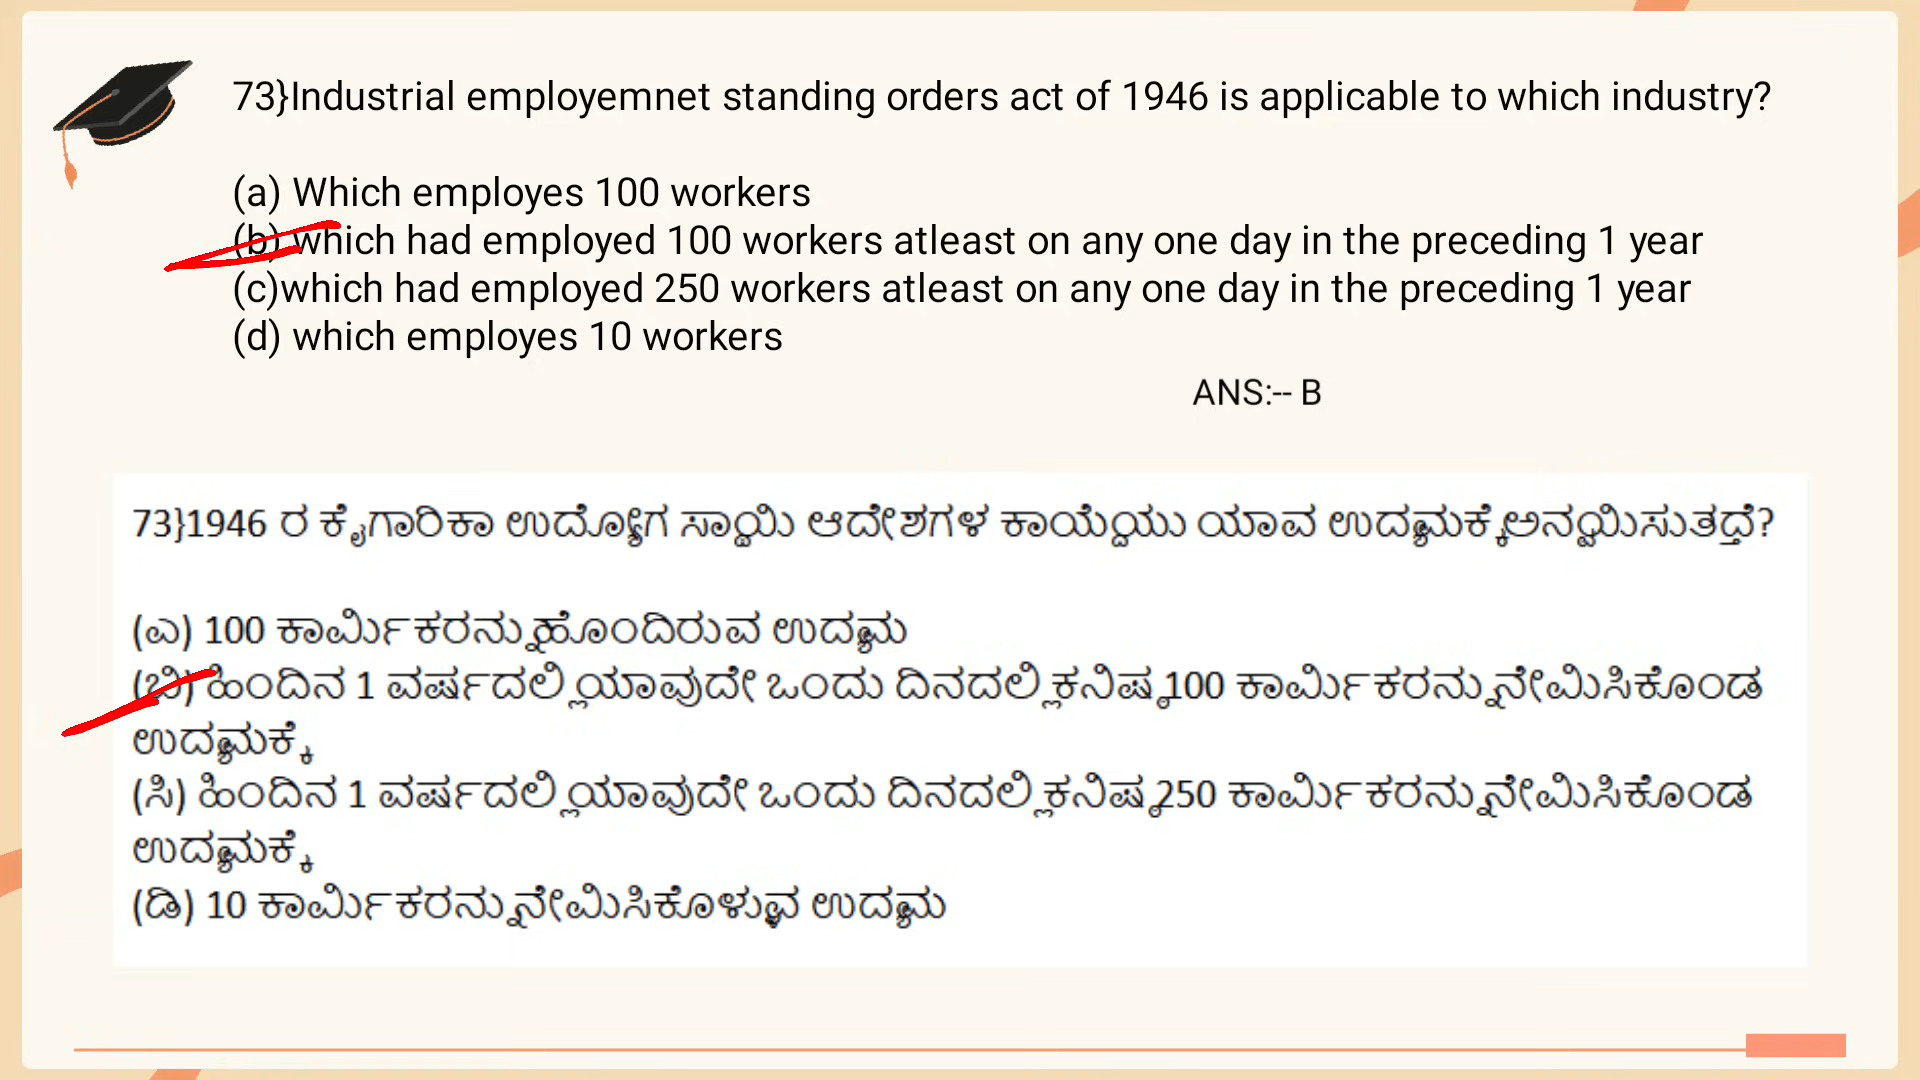 73}Industrial employemnet standing orders act of 1946 is applicable to which industry?
(a) Which employes 100 workers
(b) which had employed 100 workers atleast on any one day in the preceding 1 year
(c)which had employed 250 workers atleast on any one day in the preceding 1 year
(d) which employes 10 workers
ANS:-- B
73}1946 ರ ಕೈಗಾರಿಕಾ ಉದ್ಯೋಗ ಸ್ಥಾಯಿ ಆದೇಶಗಳ ಕಾಯ್ದೆಯು ಯಾವ ಉದ್ಯಮಕ್ಕೆ ಅನ್ವಯಿಸುತ್ತದೆ?
(ಎ) 100 ಕಾರ್ಮಿಕರನ್ನು ಹೊಂದಿರುವ ಉದ್ಯಮ
(ಬಿ) ಹಿಂದಿನ 1 ವರ್ಷದಲ್ಲಿ ಯಾವುದೇ ಒಂದು ದಿನದಲ್ಲಿ ಕನಿಷ್ಠ 100 ಕಾರ್ಮಿಕರನ್ನು ನೇಮಿಸಿಕೊಂಡ
ಉದ್ಯಮಕ್ಕೆ
(ಸಿ) ಹಿಂದಿನ 1 ವರ್ಷದಲ್ಲಿ ಯಾವುದೇ ಒಂದು ದಿನದಲ್ಲಿ ಕನಿಷ್ಠ 250 ಕಾರ್ಮಿಕರನ್ನು ನೇಮಿಸಿಕೊಂಡ
ಉದ್ಯಮಕ್ಕೆ
(ಡಿ) 10 ಕಾರ್ಮಿಕರನ್ನು ನೇಮಿಸಿಕೊಳ್ಳುವ ಉದ್ಯಮ